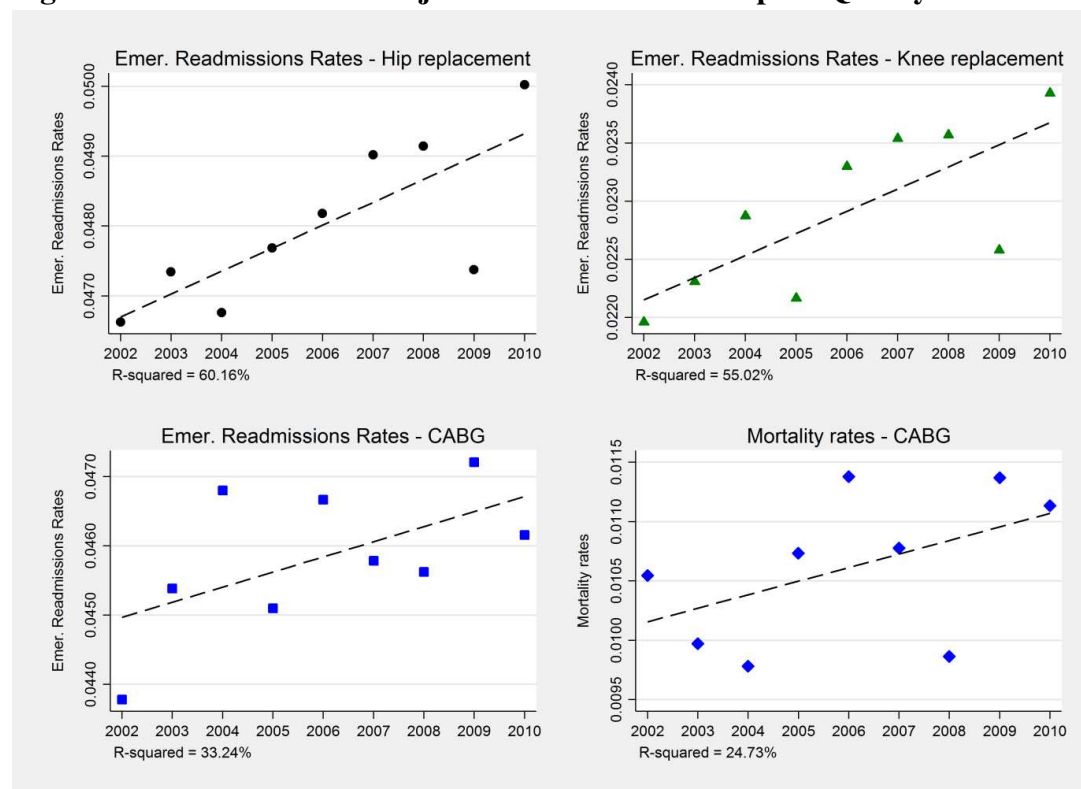 Emer. Readmissions Rates - Hip replacement
Emer. Readmissions Rates
0.0500
0.0490
0.0480
0.0470
2002 2003 2004 2005 2006 2007 2008 2009 2010
R-squared = 60.16%
Emer. Readmissions Rates - Knee replacement
Emer. Readmissions Rates
0.0240
0.0235
0.0230
0.0225
0.0220
2002 2003 2004 2005 2006 2007 2008 2009 2010
R-squared = 55.02%
Emer. Readmissions Rates - CABG
Emer. Readmissions Rates
0.0470
0.0460
0.0450
0.0440
2002 2003 2004 2005 2006 2007 2008 2009 2010
R-squared = 33.24%
Mortality rates - CABG
Mortality rates
0.0115
0.0110
0.0105
0.0100
0.0095
2002 2003 2004 2005 2006 2007 2008 2009 2010
R-squared = 24.73%